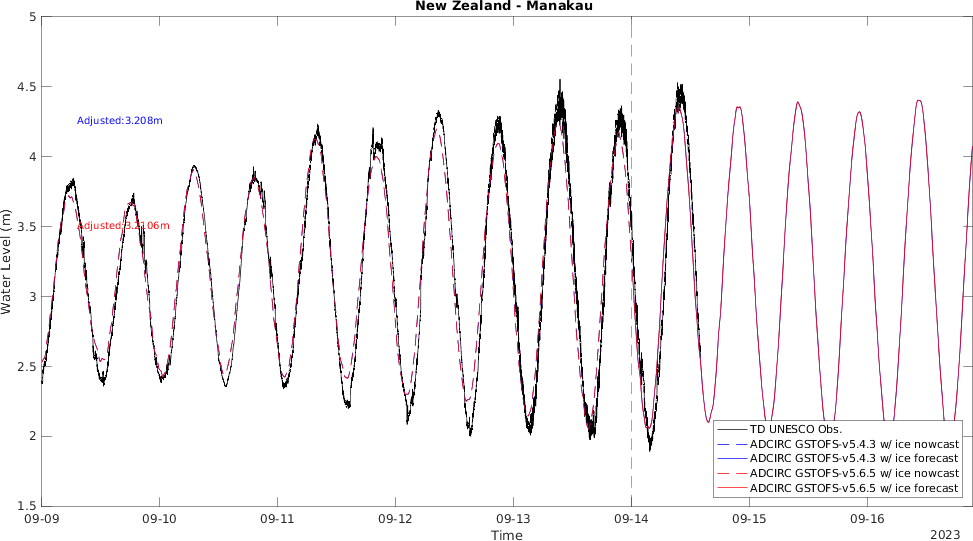 New Zealand - Manakau
5
4.5
4
3.5
3
2.5
2
1.5
Water Level (m)
Adjusted:3.208m
Adjusted:3.2106m
TD UNESCO Obs.
ADCIRC GSTOFS-v5.4.3 w/ ice nowcast
ADCIRC GSTOFS-v5.4.3 w/ ice forecast
ADCIRC GSTOFS-v5.6.5 w/ ice nowcast
ADCIRC GSTOFS-v5.6.5 w/ ice forecast
09-09 09-10 09-11 09-12 09-13 09-14 09-15 09-16
Time
2023